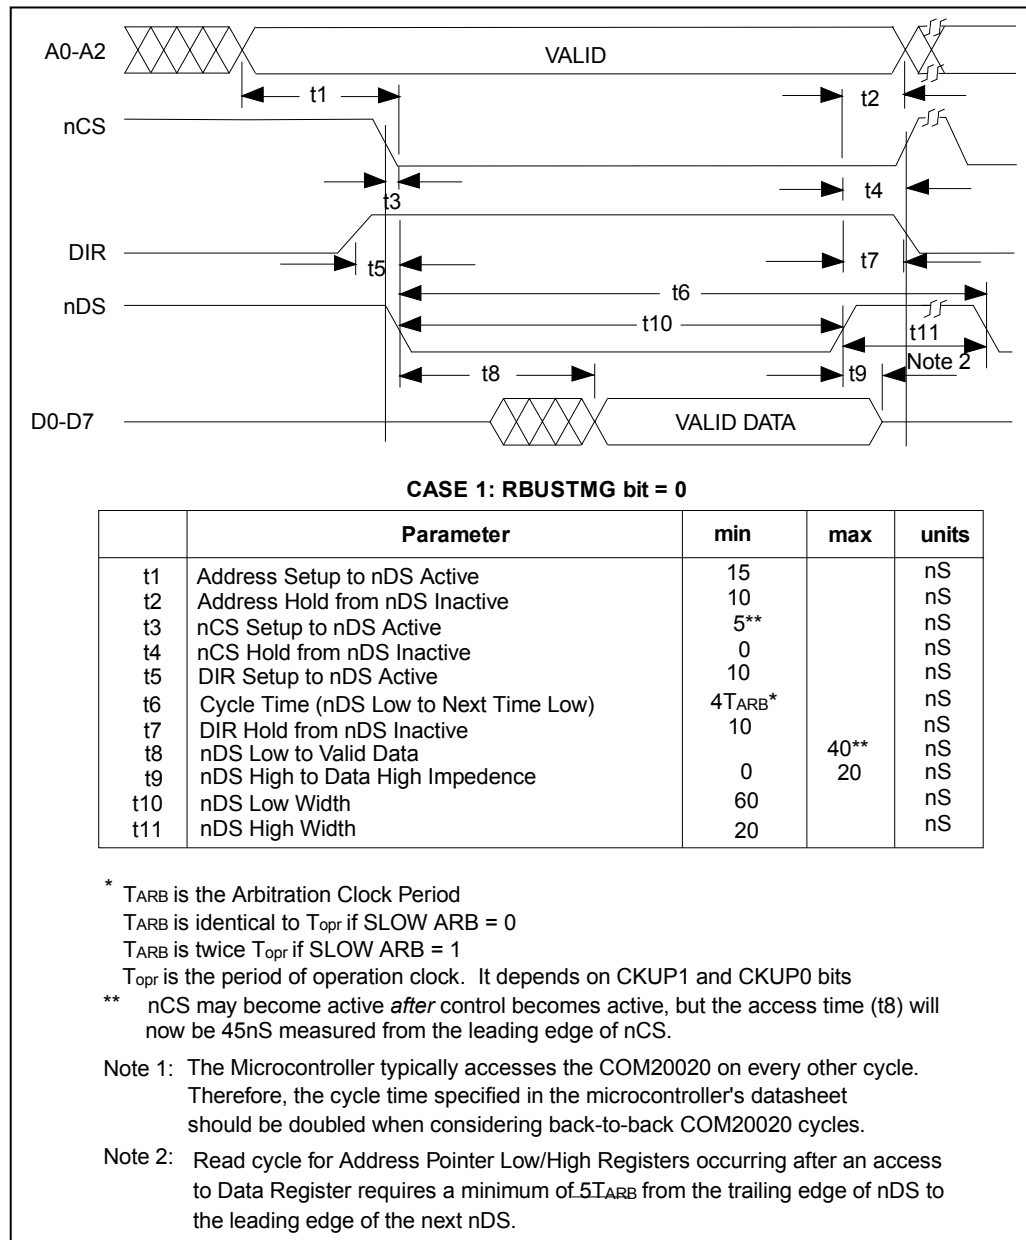 A0-A2
VALID
t1
t2
nCS
t3
t4
DIR
t5
t7
nDS
t6
t10
t11
Note 2
t8
t9
D0-D7
VALID DATA
CASE 1: RBUSTMG bit = 0
Parameter min max units
t1 Address Setup to nDS Active 15 nS
t2 Address Hold from nDS Inactive 10 nS
t3 nCS Setup to nDS Active 5** nS
t4 nCS Hold from nDS Inactive 0 nS
t5 DIR Setup to nDS Active 10 nS
t6 Cycle Time (nDS Low to Next Time Low) 4TARB* nS
t7 DIR Hold from nDS Inactive 10 nS
t8 nDS Low to Valid Data 40** nS
t9 nDS High to Data High Impedence 0 20 nS
t10 nDS Low Width 60 nS
t11 nDS High Width 20 nS
* TARB is the Arbitration Clock Period
TARB is identical to Topr if SLOW ARB = 0
TARB is twice Topr if SLOW ARB = 1
Topr is the period of operation clock. It depends on CKUP1 and CKUP0 bits
** nCS may become active after control becomes active, but the access time (t8) will
now be 45nS measured from the leading edge of nCS.
Note 1: The Microcontroller typically accesses the COM20020 on every other cycle.
Therefore, the cycle time specified in the microcontroller's datasheet
should be doubled when considering back-to-back COM20020 cycles.
Note 2: Read cycle for Address Pointer Low/High Registers occurring after an access
to Data Register requires a minimum of 5TARB from the trailing edge of nDS to
the leading edge of the next nDS.